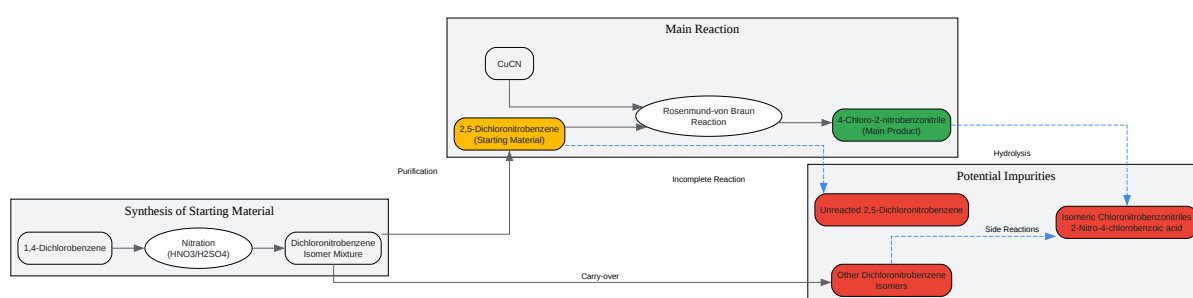 Main Reaction
CuCN
Rosenmund-von Braun
Reaction
2,5-Dichloronitrobenzene
(Starting Material)
4-Chloro-2-nitrobenzonitrile
(Main Product)
Hydrolysis
Purification
Incomplete Reaction
Potential Impurities
Synthesis of Starting Material
Unreacted 2,5-Dichloronitrobenzene
Isomeric Chloronitrobenzonitriles
2-Nitro-4-chlorobenzoic acid
Side Reactions
1,4-Dichlorobenzene
Nitration
(HNO3/H2SO4)
Dichloronitrobenzene
Isomer Mixture
Carry-over
Other Dichloronitrobenzene
Isomers